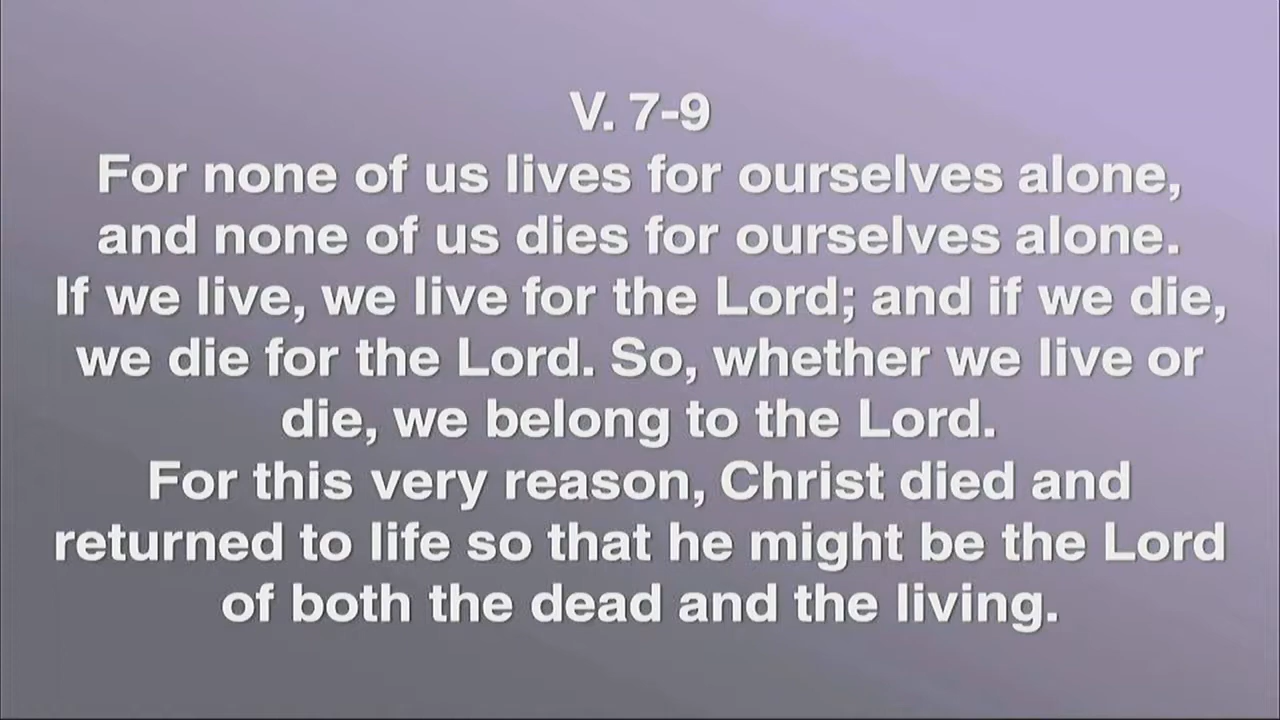 V. 7-9
For none of us lives for ourselves alone,
and none of us dies for ourselves alone.
If we live, we live for the Lord; and if we die,
we die for the Lord. So, whether we live or
die, we belong to the Lord.
For this very reason, Christ died and
returned to life so that he might be the Lord
of both the dead and the living.